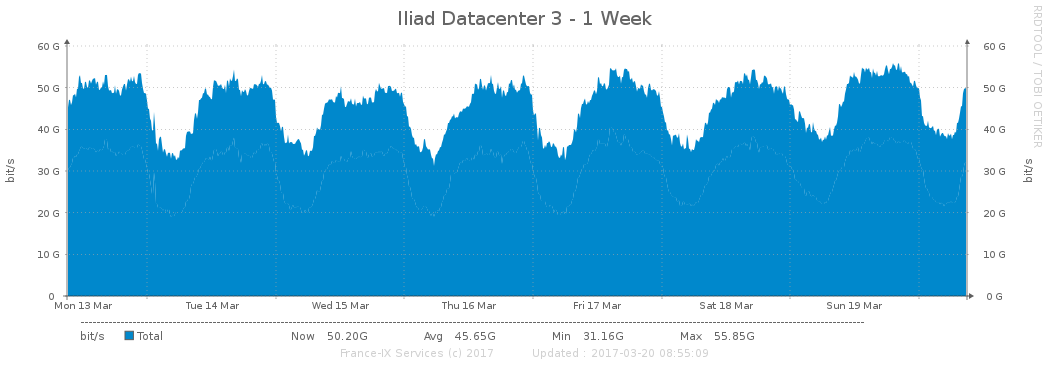 Iliad Datacenter 3 - 1 Week
RRDTOOL / TOBI OETIKER
60 G 60 G
50 G 50 G
40 G 40 G
30 G 30 G
20 G 20 G
10 G 10 G
0 0 G
bit/s bit/s
Mon 13 Mar Tue 14 Mar Wed 15 Mar Thu 16 Mar Fri 17 Mar Sat 18 Mar Sun 19 Mar
bit/s Total Now 50.20G Avg 45.65G Min 31.16G Max 55.85G
France-IX Services (c) 2017 Updated : 2017-03-20 08:55:09